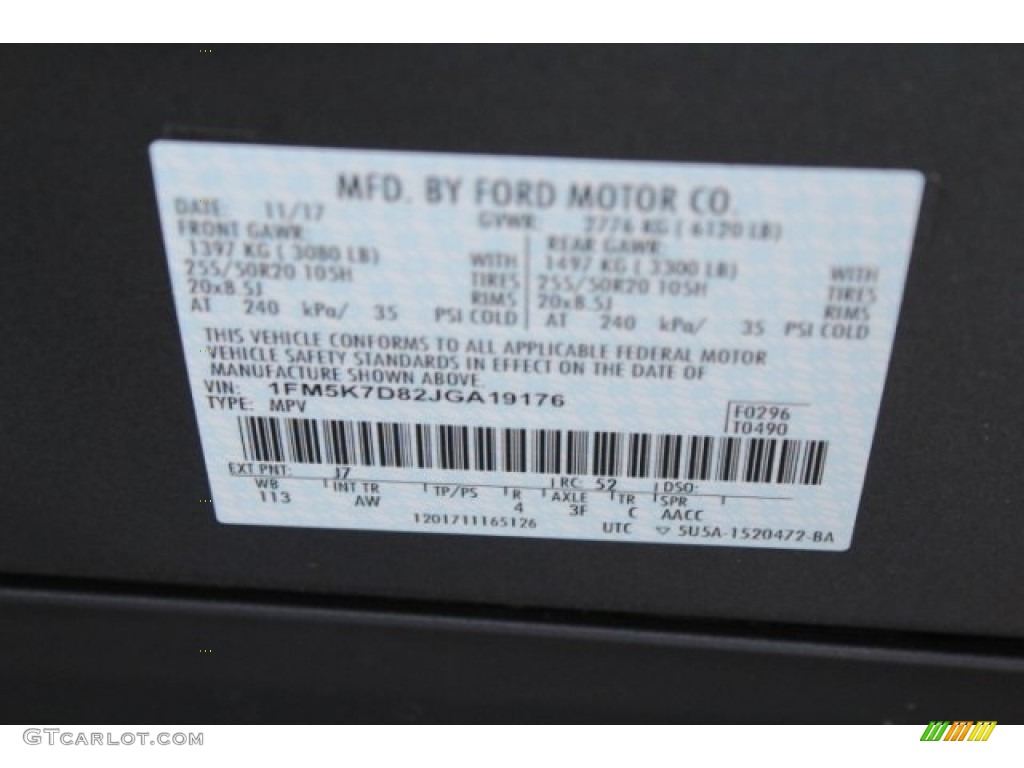 MFD. BY FORD MOTOR CO.
DATE: 11/17 GVWR: 2776 KG ( 6120 LB)
FRONT GAWR: REAR GAWR:
1397 KG ( 3080 LB) WITH 1497 KG ( 3300 LB) WITH
255/50R20 105H TIRES 255/50R20 105H TIRES
20x8.5J RIMS 20x8.5J RIMS
AT 240 kPa/ 35 PSI COLD AT 240 kPa/ 35 PSI COLD
THIS VEHICLE CONFORMS TO ALL APPLICABLE FEDERAL MOTOR
VEHICLE SAFETY STANDARDS IN EFFECT ON THE DATE OF
MANUFACTURE SHOWN ABOVE.
VIN: 1FM5K7D82JGA19176
TYPE: MPV
F0296
T0490
EXT PNT: J7 RC: 52 DSO:
WB INT TR TP/PS R AXLE TR SPR
113 AW 4 3F C AACC
1201711165126 UTC 5U5A-1520472-BA
GTCARLOT.COM